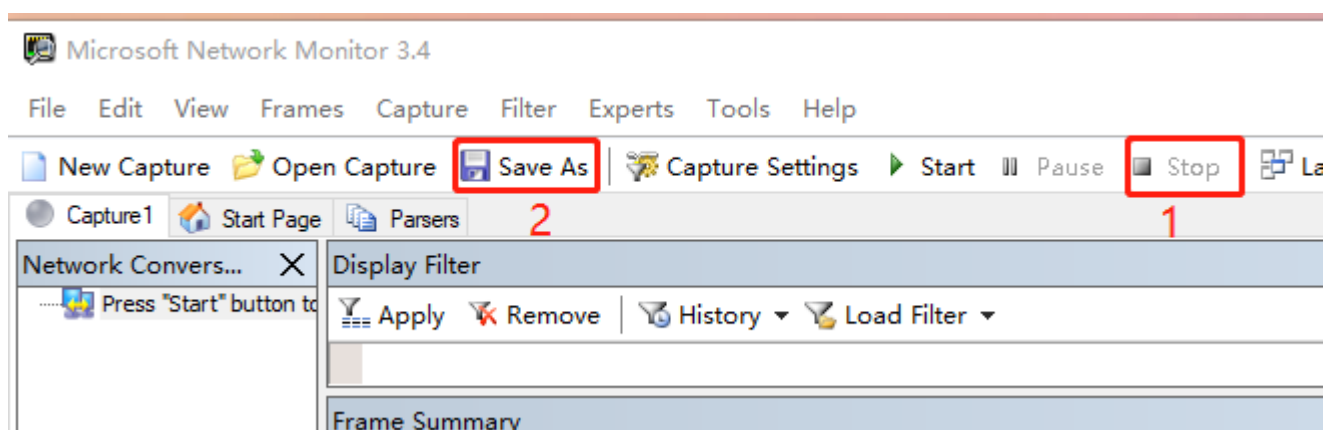 Microsoft Network Monitor 3.4
File Edit View Frames Capture Filter Experts Tools Help
New Capture Open Capture Save As Capture Settings Start Pause Stop La
Capture1 Start Page Parsers 2 1
Network Convers... Display Filter
Press "Start" button to Apply Remove History Load Filter
Frame Summary